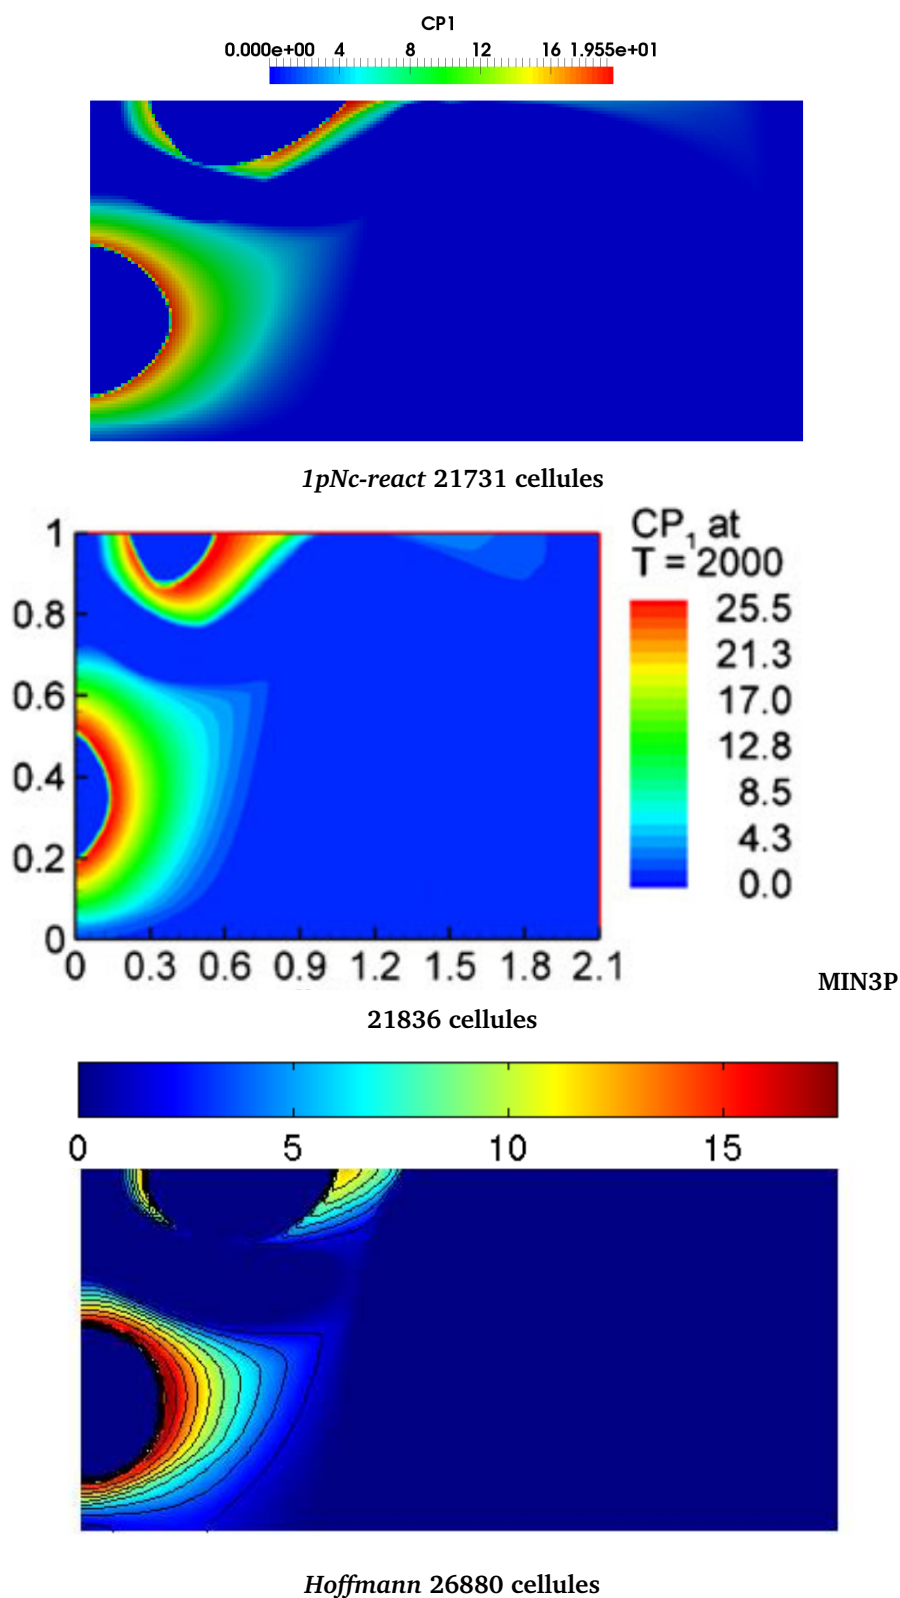 CP1
0.000e+00 4 8 12 16 1.955e+01
1pNc-react 21731 cellules
CP1 at
T = 2000
1
0.8
0.6
0.4
0.2
0
0 0.3 0.6 0.9 1.2 1.5 1.8 2.1
25.5
21.3
17.0
12.8
8.5
4.3
0.0
MIN3P
21836 cellules
0 5 10 15
Hoffmann 26880 cellules